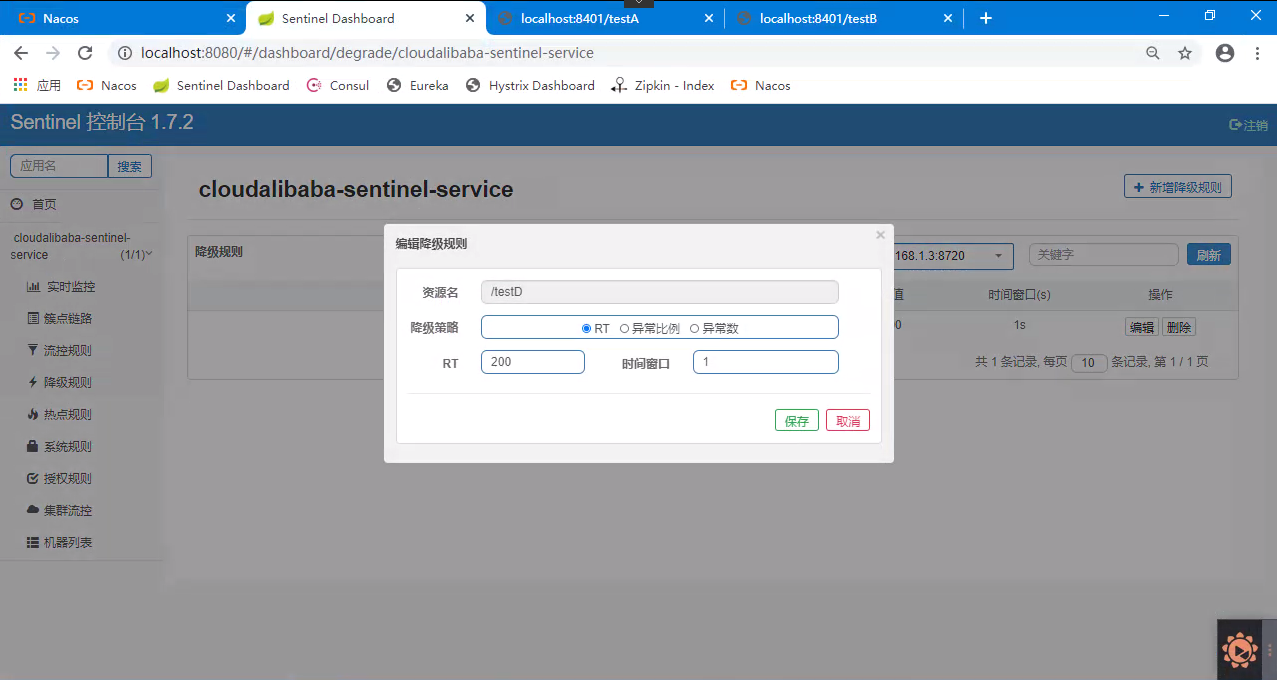 Nacos
Sentinel Dashboard
localhost:8401/testA
localhost:8401/testB
localhost:8080/#/dashboard/degrade/cloudalibaba-sentinel-service
应用 Nacos Sentinel Dashboard Consul Eureka Hystrix Dashboard Zipkin - Index Nacos
Sentinel 控制台 1.7.2
注销
应用名 搜索
首页
cloudalibaba-sentinel-service (1/1)
实时监控
簇点链路
流控规则
降级规则
热点规则
系统规则
授权规则
集群流控
机器列表
cloudalibaba-sentinel-service
新增降级规则
降级规则
168.1.3:8720 关键字 刷新
值 时间窗口(s) 操作
0 1s 编辑 删除
共 1 条记录, 每页 10 条记录, 第 1 / 1 页
编辑降级规则
资源名 /testD
降级策略 RT 异常比例 异常数
RT 200 时间窗口 1
保存 取消